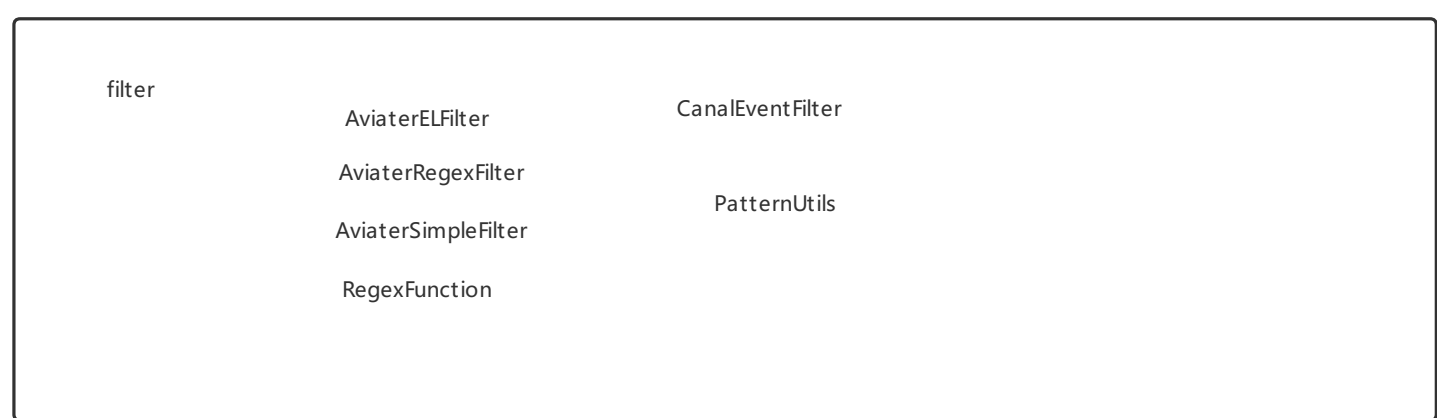 filter
AviaterELFilter
CanalEventFilter
AviaterRegexFilter
PatternUtils
AviaterSimpleFilter
RegexFunction